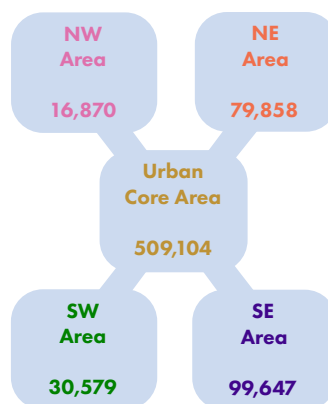 NW
Area
16,870
NE
Area
79,858
Urban
Core Area
509,104
SW
Area
30,579
SE
Area
99,647